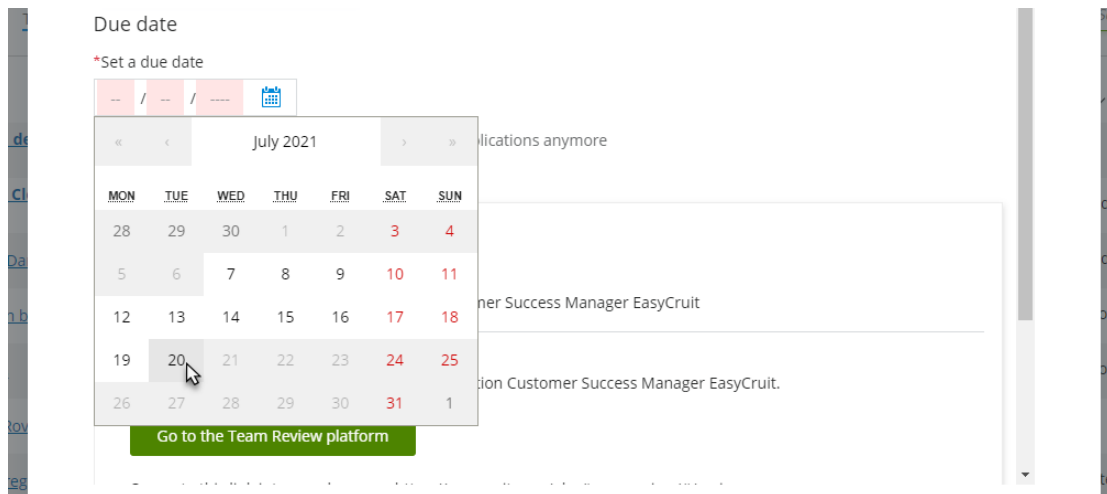 Due date
*Set a due date
-- / -- / ----
« ‹ July 2021 › »
lications anymore
MON TUE WED THU FRI SAT SUN
28 29 30 1 2 3 4
5 6 7 8 9 10 11
12 13 14 15 16 17 18
19 20 21 22 23 24 25
26 27 28 29 30 31 1
ner Success Manager EasyCruit
tion Customer Success Manager EasyCruit.
Go to the Team Review platform